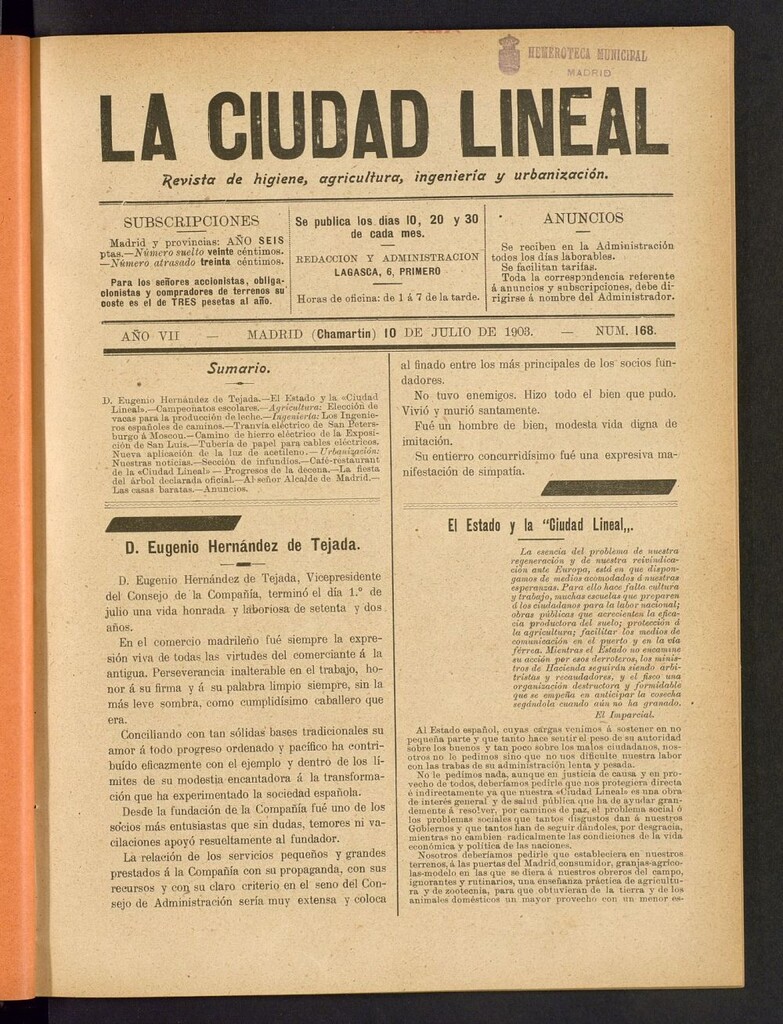 HEMEROTECA MUNICIPAL
MADRID
LA CIUDAD LINEAL
Revista de higiene, agricultura, ingeniería y urbanización.
SUBSCRIPCIONES
Madrid y provincias: AÑO SEIS
ptas.—Número suelto veinte céntimos.
—Número atrasado treinta céntimos.
Para los señores accionistas, obliga-
cionistas y compradores de terrenos su
coste es el de TRES pesetas al año.
Se publica los días 10, 20 y 30
de cada mes.
REDACCION Y ADMINISTRACION
LAGASCA, 6, PRIMERO
Horas de oficina: de 1 á 7 de la tarde.
ANUNCIOS
Se reciben en la Administración
todos los días laborables.
Se facilitan tarifas.
Toda la correspondencia referente
á anuncios y subscripciones, debe di-
rigirse á nombre del Administrador.
AÑO VII — MADRID (Chamartín) 10 DE JULIO DE 1903. — NUM. 168.
Sumario.
D. Eugenio Hernández de Tejada.—El Estado y la «Ciudad
Lineal».—Campeonatos escolares.—Agricultura: Elección de
vacas para la producción de leche.—Ingeniería: Los Ingenie-
ros españoles de caminos.—Tranvía eléctrico de San Peters-
burgo á Moscou.—Camino de hierro eléctrico de la Exposi-
ción de San Luis.—Tubería de papel para cables eléctricos.
Nueva aplicación de la luz de acetileno.—Urbanización:
Nuestras noticias.—Sección de infundios.—Café-restaurant
de la «Ciudad Lineal».—Progresos de la decena.—La fiesta
del árbol declarada oficial.—Al señor Alcalde de Madrid.—
Las casas baratas.—Anuncios.
D. Eugenio Hernández de Tejada.
D. Eugenio Hernández de Tejada, Vicepresidente
del Consejo de la Compañía, terminó el día 1.º de
julio una vida honrada y laboriosa de setenta y dos
años.
En el comercio madrileño fué siempre la expre-
sión viva de todas las virtudes del comerciante á la
antigua. Perseverancia inalterable en el trabajo, ho-
nor á su firma y á su palabra limpio siempre, sin la
más leve sombra, como cumplidísimo caballero que
era.
Conciliando con tan sólidas bases tradicionales su
amor á todo progreso ordenado y pacífico ha contri-
buído eficazmente con el ejemplo y dentro de los lí-
mites de su modestia encantadora á la transforma-
ción que ha experimentado la sociedad española.
Desde la fundación de la Compañía fué uno de los
socios más entusiastas que sin dudas, temores ni va-
cilaciones apoyó resueltamente al fundador.
La relación de los servicios pequeños y grandes
prestados á la Compañía con su propaganda, con sus
recursos y con su claro criterio en el seno del Con-
sejo de Administración sería muy extensa y coloca
al finado entre los más principales de los socios fun-
dadores.
No tuvo enemigos. Hizo todo el bien que pudo.
Vivió y murió santamente.
Fué un hombre de bien, modesta vida digna de
imitación.
Su entierro concurridísimo fué una expresiva ma-
nifestación de simpatía.
El Estado y la "Ciudad Lineal„.
La esencia del problema de nuestra
regeneración y de nuestra reivindica-
ción ante Europa, está en que dispon-
gamos de medios acomodados á nuestras
esperanzas. Para ello hace falta cultura
y trabajo, muchas escuelas que preparen
á los ciudadanos para la labor nacional;
obras públicas que acrecienten la efica-
cia productora del suelo; protección á
la agricultura; facilitar los medios de
comunicación en el puerto y en la vía
férrea. Mientras el Estado no encamine
su acción por esos derroteros, los minis-
tros de Hacienda seguirán siendo arbi-
tristas y recaudadores, y el fisco una
organización destructora y formidable
que se empeña en anticipar la cosecha
segándola cuando aún no ha granado.
El Imparcial.
Al Estado español, cuyas cargas venimos á sostener en no
pequeña parte y que tanto hace sentir el peso de su autoridad
sobre los buenos y tan poco sobre los malos ciudadanos, nos-
otros no le pedimos sino que no nos dificulte nuestra labor
con las trabas de su administración lenta y pesada.
No le pedimos nada, aunque en justicia de causa y en pro-
vecho de todos, deberíamos pedirle que nos protegiera directa
é indirectamente ya que nuestra «Ciudad Lineal» es una obra
de interés general y de salud pública que ha de ayudar gran-
demente á resolver, por caminos de paz, el problema social ó
los problemas sociales que tantos disgustos dan á nuestros
Gobiernos y que tantos han de seguir dándoles, por desgracia,
mientras no cambien radicalmente las condiciones de la vida
económica y política de las naciones.
Nosotros deberíamos pedirle que estableciera en nuestros
terrenos, á las puertas del Madrid consumidor, granjas-agríco-
las-modelo en las que se diera á nuestros obreros del campo,
ignorantes y rutinarios, una enseñanza práctica de agricultu-
ra y de zootecnia, para que obtuvieran de la tierra y de los
animales domésticos un mayor provecho con un menor es-